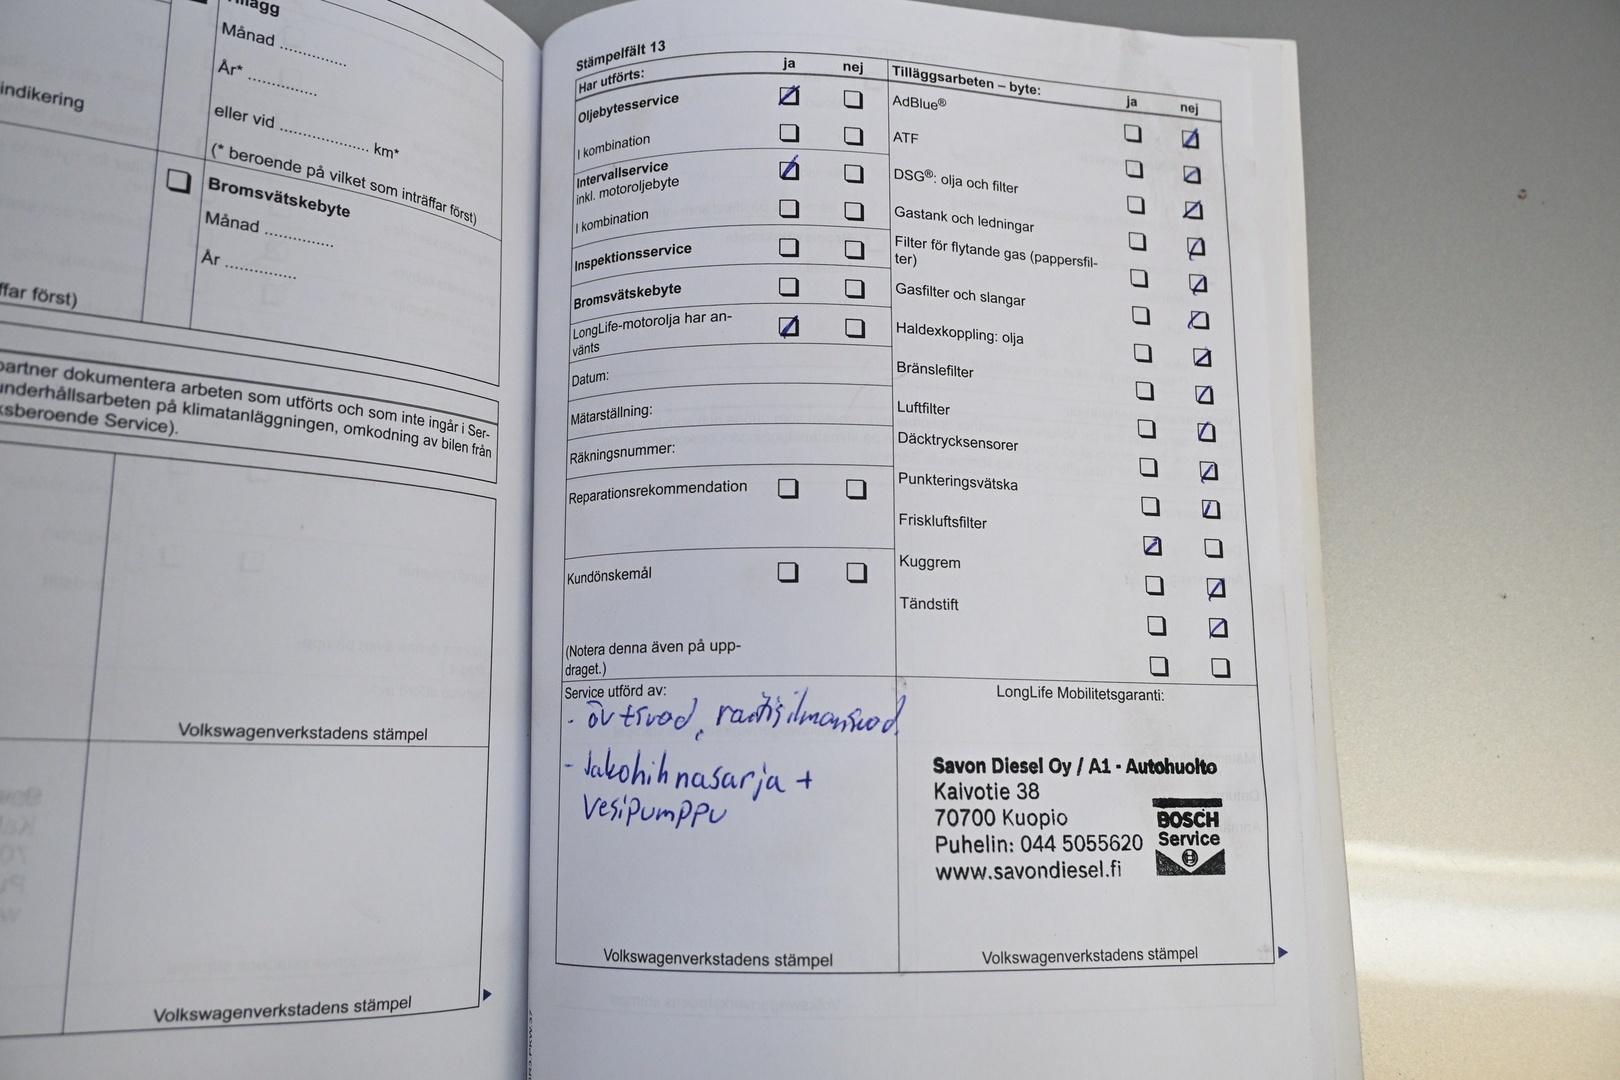 Månad ..................
År* ..................
indikering
eller vid ....................... km*
(* beroende på vilket som inträffar först)
Bromsvätskebyte
Månad ..................
År ..................
ffar först)
partner dokumentera arbeten som utförts och som inte ingår i Ser-
underhållsarbeten på klimatanläggningen, omkodning av bilen från
ksberoende Service).
Volkswagenverkstadens stämpel
Volkswagenverkstadens stämpel
Stämpelfält 13
Har utförts: ja nej
Oljebytesservice
I kombination
Intervallservice
inkl. motoroljebyte
I kombination
Inspektionsservice
Bromsvätskebyte
LongLife-motorolja har an-
vänts
Datum:
Mätarställning:
Räkningsnummer:
Reparationsrekommendation
Kundönskemål
(Notera denna även på upp-
draget.)
Tilläggsarbeten – byte: ja nej
AdBlue®
ATF
DSG®: olja och filter
Gastank och ledningar
Filter för flytande gas (pappersfil-
ter)
Gasfilter och slangar
Haldexkoppling: olja
Bränslefilter
Luftfilter
Däcktrycksensorer
Punkteringsvätska
Friskluftsfilter
Kuggrem
Tändstift
Service utförd av:
- Jakohihnasarja +
Vesipumppu
Volkswagenverkstadens stämpel
LongLife Mobilitetsgaranti:
Savon Diesel Oy / A1 - Autohuolto
Kaivotie 38
70700 Kuopio
Puhelin: 044 5055620
www.savondiesel.fi
BOSCH
Service
Volkswagenverkstadens stämpel